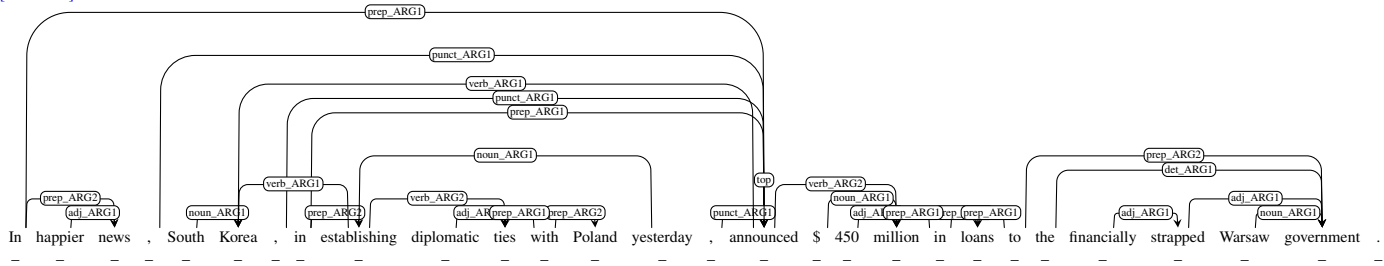 prep_ARG1
punct_ARG1
verb_ARG1
punct_ARG1
prep_ARG1
noun_ARG1 prep_ARG2
det_ARG1
top
verb_ARG1 verb_ARG2
prep_ARG2 verb_ARG2 noun_ARG1 adj_ARG1
adj_ARG1 noun_ARG1 prep_ARG2 prep_ARG1 prep_ARG2 punct_ARG1 prep_ARG1 prep_ARG1 adj_ARG1 noun_ARG1
In happier news , South Korea , in establishing diplomatic ties with Poland yesterday , announced $ 450 million in loans to the financially strapped Warsaw government .